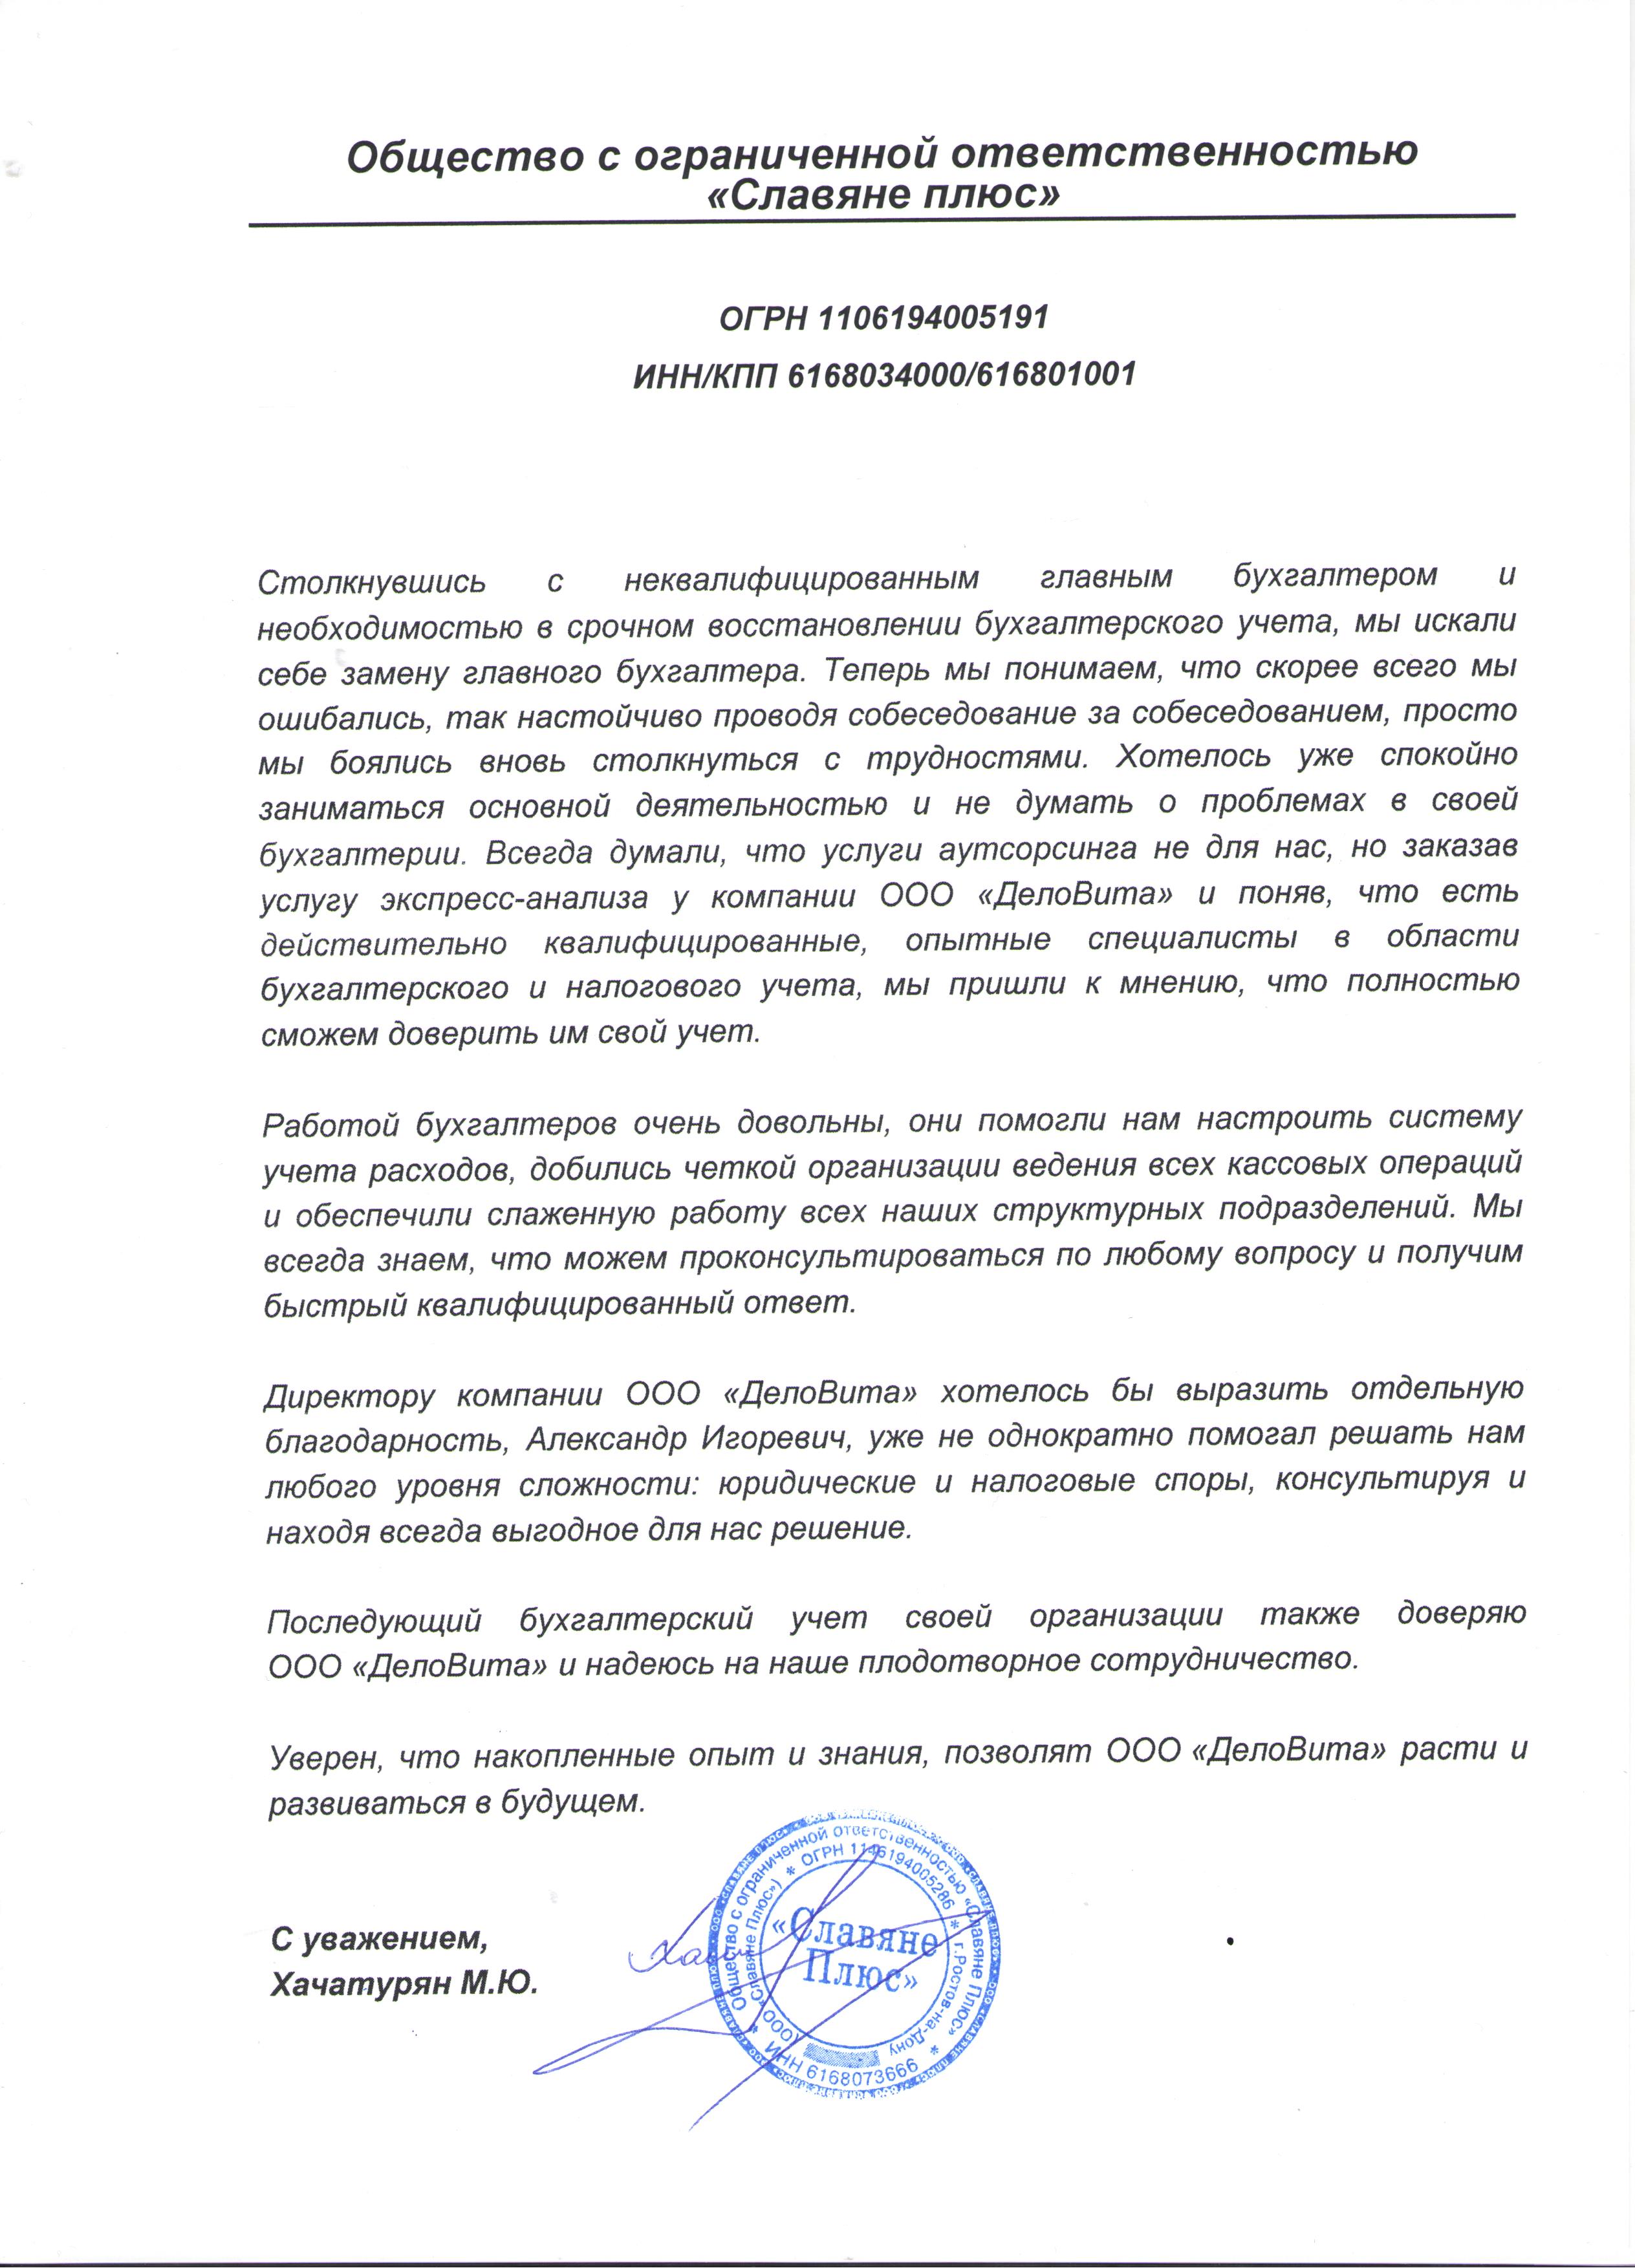 Общество с ограниченной ответственностью
«Славяне плюс»
ОГРН 1106194005191
ИНН/КПП 6168034000/616801001
Столкнувшись с неквалифицированным главным бухгалтером и
необходимостью в срочном восстановлении бухгалтерского учета, мы искали
себе замену главного бухгалтера. Теперь мы понимаем, что скорее всего мы
ошибались, так настойчиво проводя собеседование за собеседованием, просто
мы боялись вновь столкнуться с трудностями. Хотелось уже спокойно
заниматься основной деятельностью и не думать о проблемах в своей
бухгалтерии. Всегда думали, что услуги аутсорсинга не для нас, но заказав
услугу экспресс-анализа у компании ООО «ДелоВита» и поняв, что есть
действительно квалифицированные, опытные специалисты в области
бухгалтерского и налогового учета, мы пришли к мнению, что полностью
сможем доверить им свой учет.
Работой бухгалтеров очень довольны, они помогли нам настроить систему
учета расходов, добились четкой организации ведения всех кассовых операций
и обеспечили слаженную работу всех наших структурных подразделений. Мы
всегда знаем, что можем проконсультироваться по любому вопросу и получим
быстрый квалифицированный ответ.
Директору компании ООО «ДелоВита» хотелось бы выразить отдельную
благодарность, Александр Игоревич, уже не однократно помогал решать нам
любого уровня сложности: юридические и налоговые споры, консультируя и
находя всегда выгодное для нас решение.
Последующий бухгалтерский учет своей организации также доверяю
ООО «ДелоВита» и надеюсь на наше плодотворное сотрудничество.
Уверен, что накопленные опыт и знания, позволят ООО «ДелоВита» расти и
развиваться в будущем.
С уважением,
Хачатурян М.Ю.
Общество с ограниченной ответственностью «Славяне Плюс»
(ООО «Славяне Плюс») * ОГРН 1146194005286 * г.Ростов-на-Дону
* ИНН 6168073666 *
«Славяне
Плюс»